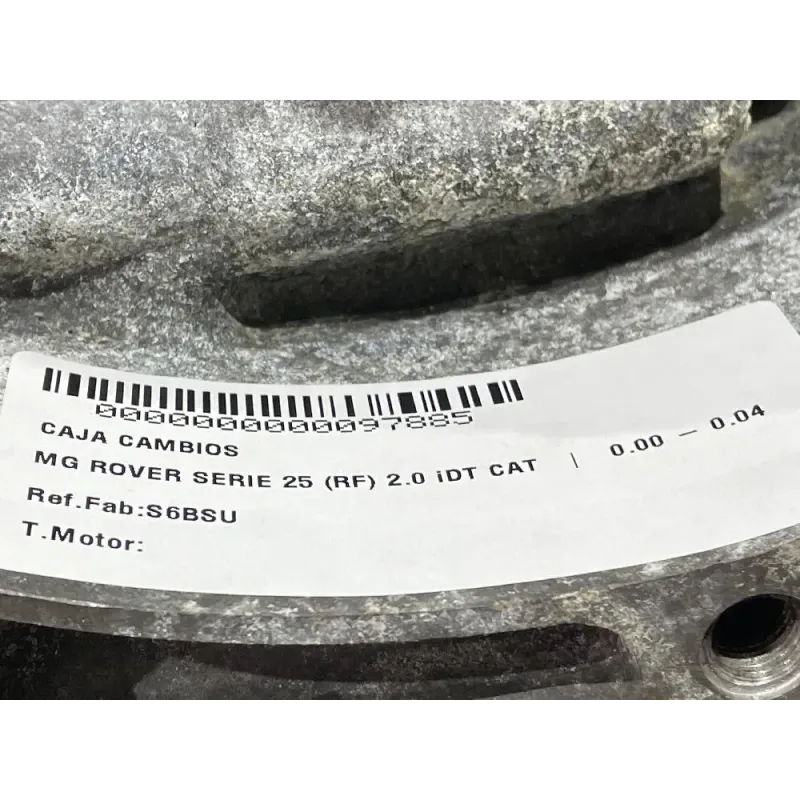 0000000000097885
CAJA CAMBIOS
MG ROVER SERIE 25 (RF) 2.0 iDT CAT | 0.00 — 0.04
Ref.Fab:S6BSU
T.Motor: